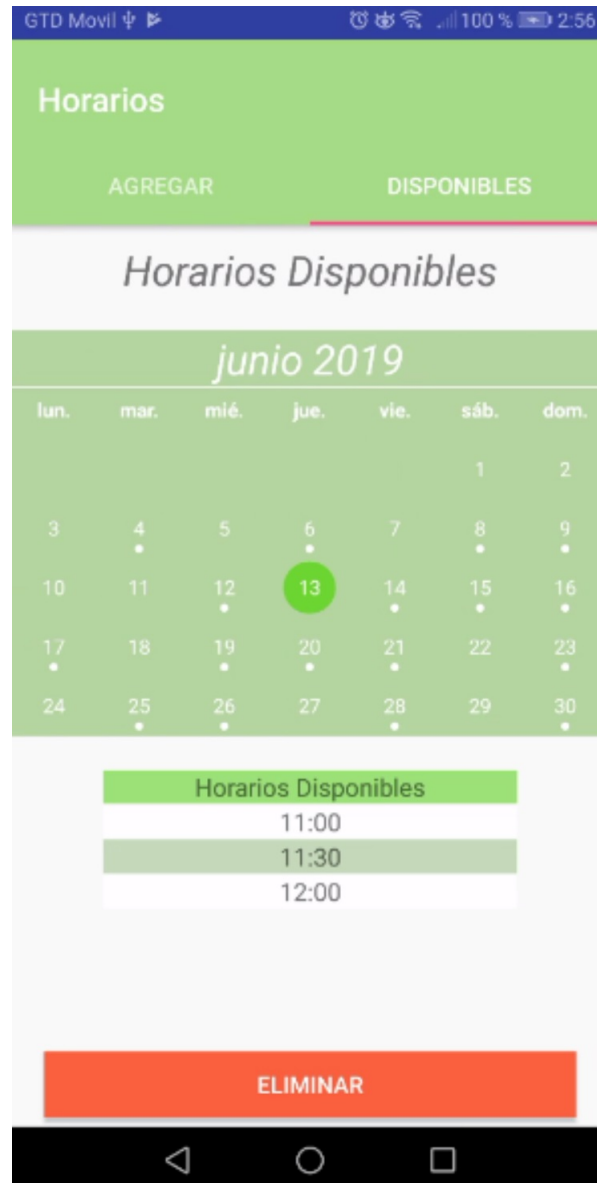 GTD Movil 100 % 2:56
Horarios
AGREGAR DISPONIBLES
Horarios Disponibles
junio 2019
lun. mar. mié. jue. vie. sáb. dom.
1 2
3 4 5 6 7 8 9
10 11 12 13 14 15 16
17 18 19 20 21 22 23
24 25 26 27 28 29 30
Horarios Disponibles
11:00
11:30
12:00
ELIMINAR